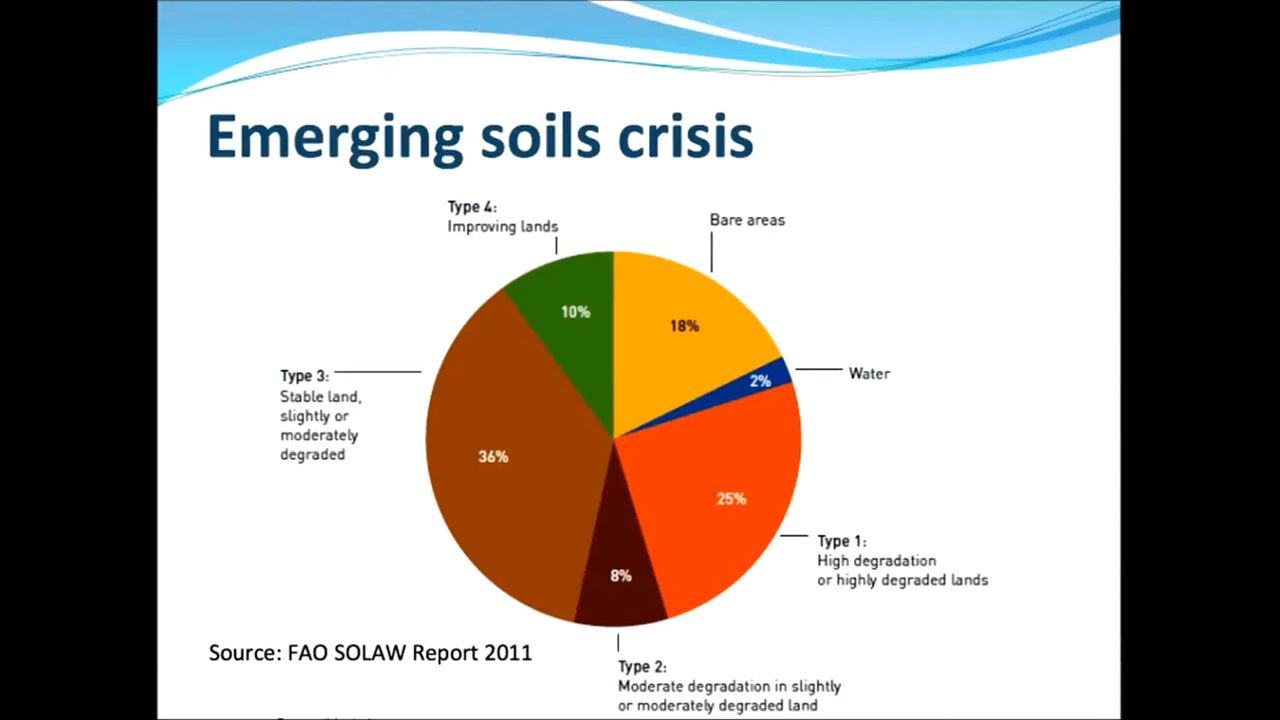 Emerging soils crisis
Type 4:
Improving lands
Bare areas
10%
18%
2%
Water
Type 3:
Stable land,
slightly or
moderately
degraded
36%
25%
Type 1:
High degradation
or highly degraded lands
8%
Type 2:
Moderate degradation in slightly
or moderately degraded land
Source: FAO SOLAW Report 2011